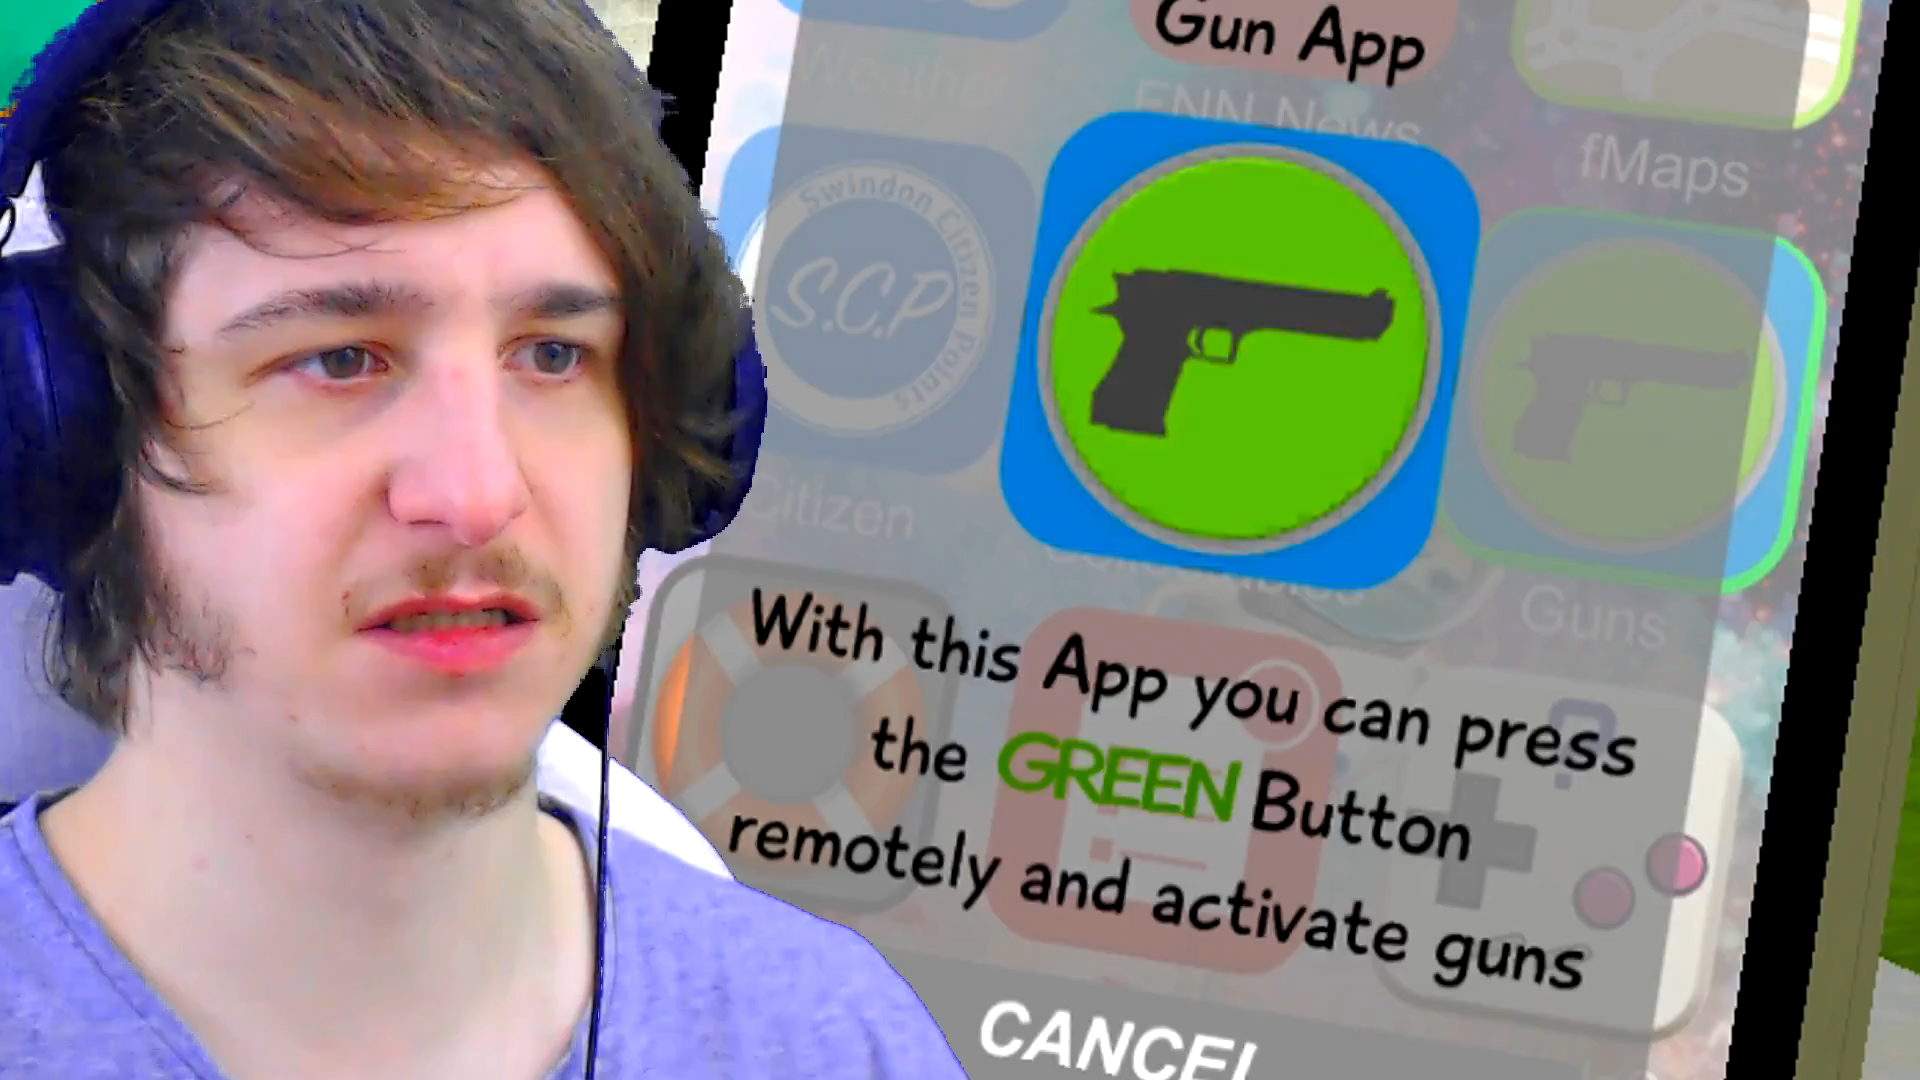 Gun App
Weather
FNN News
fMaps
Swindon Citizen Points
S.C.P
Citizen
Guns
With this App you can press
the GREEN Button
remotely and activate guns
CANCEL